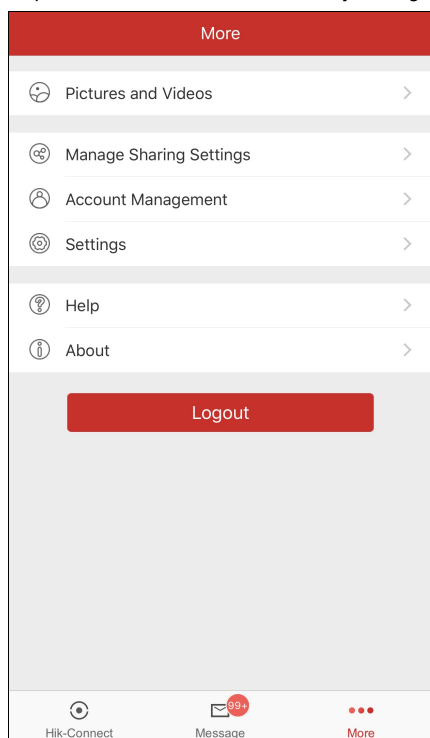 More
Pictures and Videos
Manage Sharing Settings
Account Management
Settings
Help
About
Logout
99+
Hik-Connect
Message
More